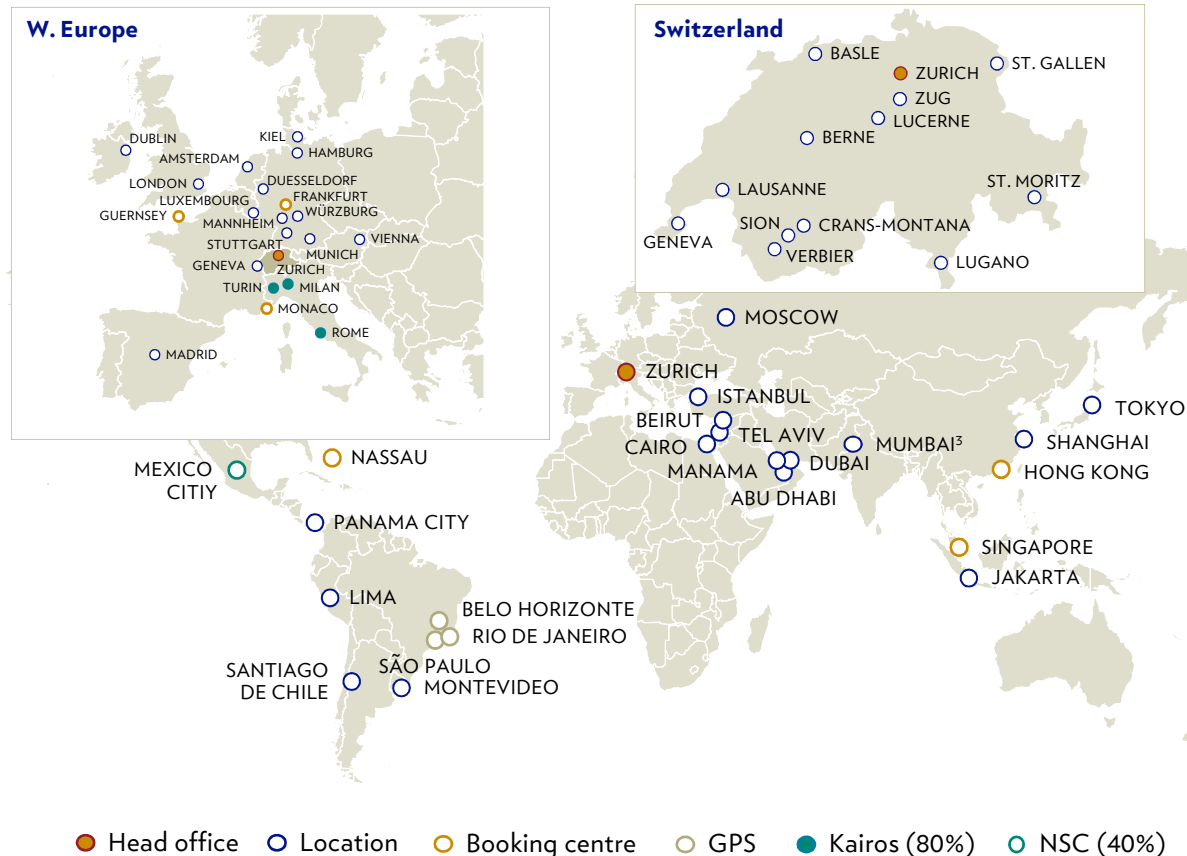 W. Europe
DUBLIN
KIEL
HAMBURG
AMSTERDAM
LONDON
DUESSELDORF
FRANKFURT
LUXEMBOURG
GUERNSEY
WÜRZBURG
MANNHEIM
STUTTGART
VIENNA
MUNICH
GENEVA
ZURICH
TURIN
MILAN
MONACO
ROME
MADRID
Switzerland
BASLE
ST. GALLEN
ZURICH
ZUG
LUCERNE
BERNE
ST. MORITZ
LAUSANNE
SION
CRANS-MONTANA
GENEVA
VERBIER
LUGANO
MOSCOW
ZURICH
ISTANBUL
BEIRUT
TEL AVIV
CAIRO
MUMBAI³
MANAMA
DUBAI
ABU DHABI
TOKYO
SHANGHAI
HONG KONG
SINGAPORE
JAKARTA
NASSAU
MEXICO
CITIY
PANAMA CITY
LIMA
BELO HORIZONTE
RIO DE JANEIRO
SÃO PAULO
SANTIAGO
DE CHILE
MONTEVIDEO
Head office
Location
Booking centre
GPS
Kairos (80%)
NSC (40%)